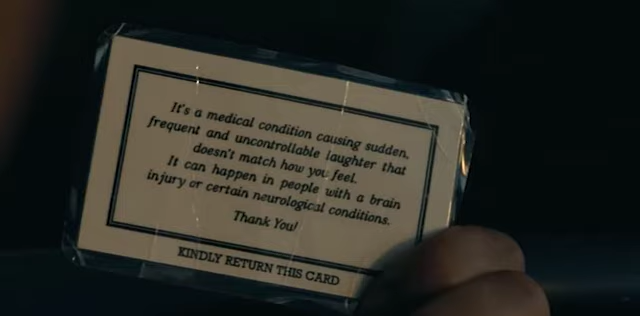 It's a medical condition causing sudden,
frequent and uncontrollable laughter that
doesn't match how you feel.
It can happen in people with a brain
injury or certain neurological conditions.
Thank You!
KINDLY RETURN THIS CARD